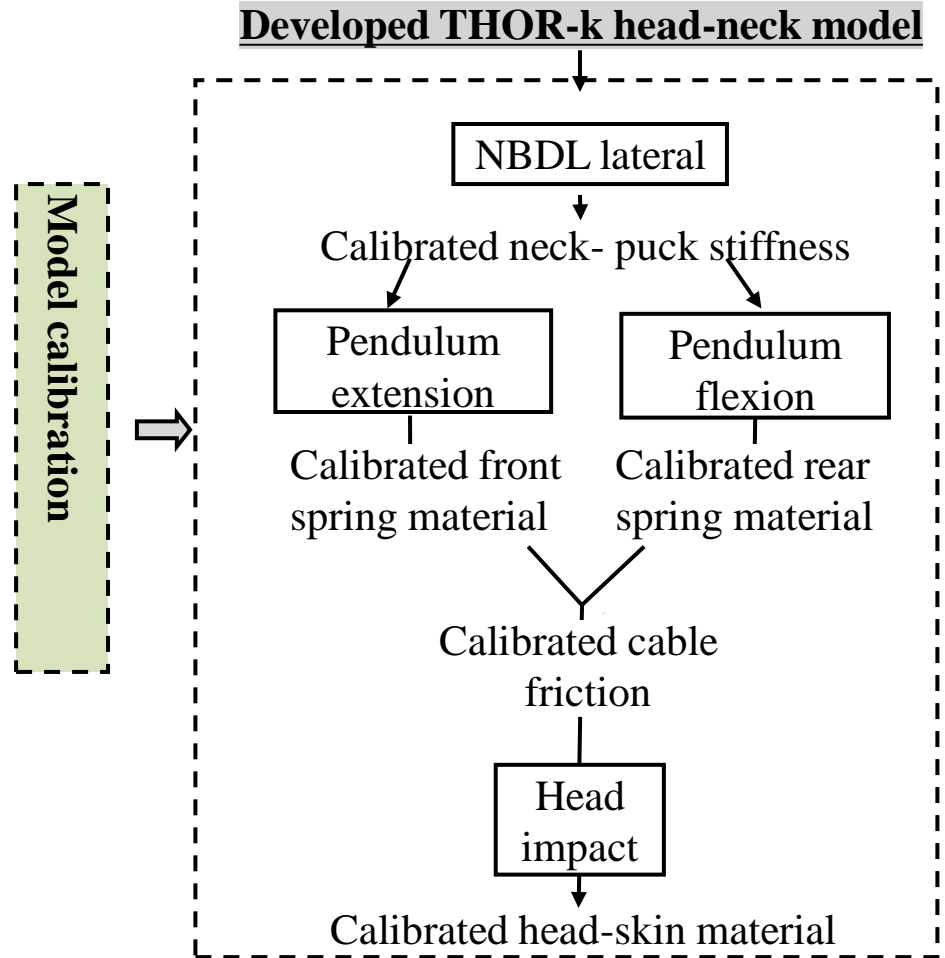 Developed THOR-k head-neck model
NBDL lateral
Calibrated neck- puck stiffness
Pendulum
extension
Pendulum
flexion
Calibrated front
spring material
Calibrated rear
spring material
Calibrated cable
friction
Head
impact
Calibrated head-skin material
Model calibration